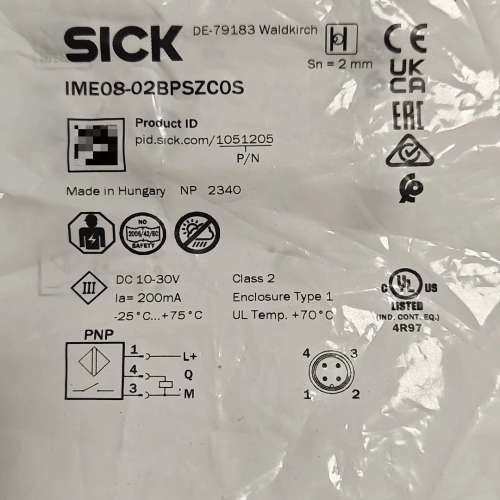 SICK
DE-79183 Waldkirch
Sn = 2 mm
CE
IME08-02BPSZC0S
UK
CA
Product ID
pid.sick.com/1051205
P/N
EAC
Made in Hungary NP 2340
NO
2006/42/EC
SAFETY
III
DC 10-30V
Ia= 200mA
-25°C...+75°C
Class 2
Enclosure Type 1
UL Temp. +70°C
C UL US
LISTED
(IND. CONT. EQ.)
4R97
PNP
1 L+
4 Q
3 M
4 3
1 2